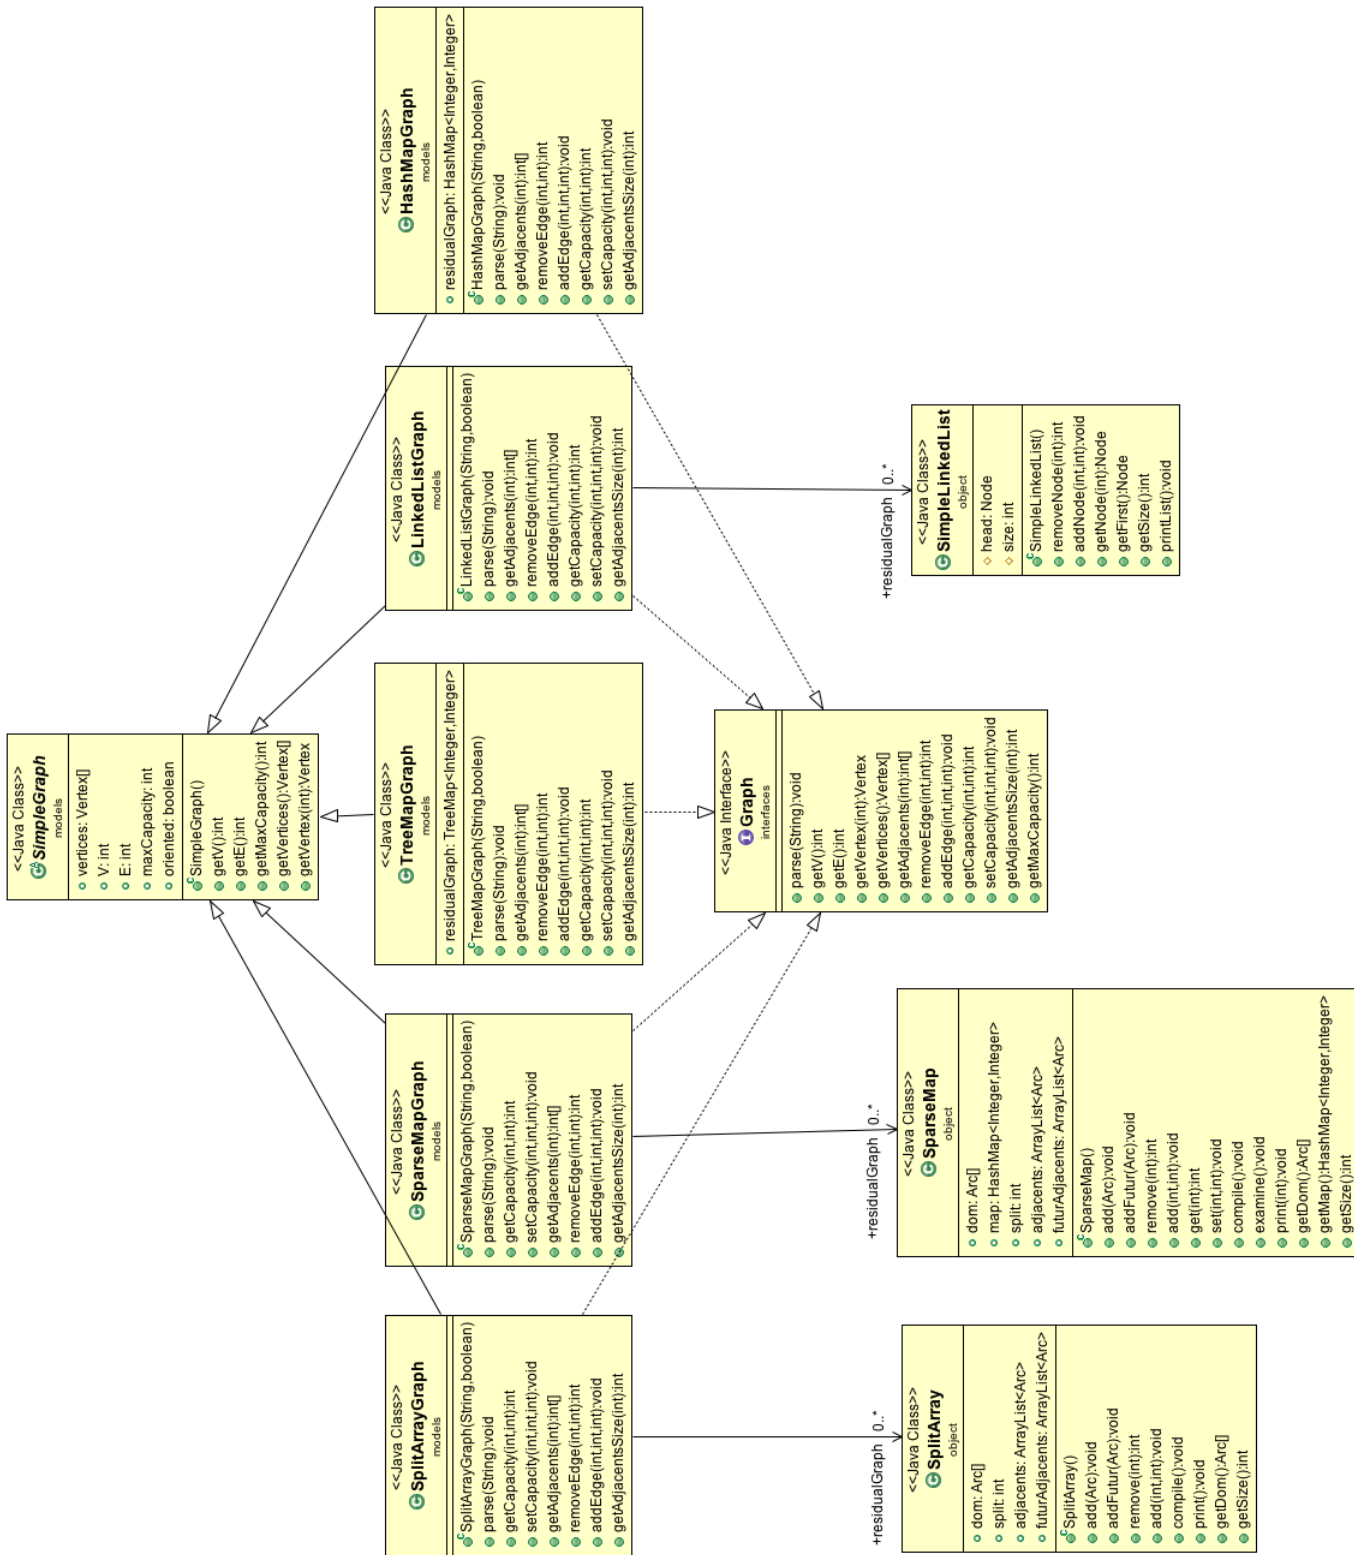 <<Java Class>>
SimpleGraph
models
vertices: Vertex[]
V: int
E: int
maxCapacity: int
oriented: boolean
SimpleGraph()
getV():int
getE():int
getMaxCapacity():int
getVertices():Vertex[]
getVertex(int):Vertex
<<Java Class>>
SplitArrayGraph
models
SplitArrayGraph(String,boolean)
parse(String):void
getCapacity(int,int):int
setCapacity(int,int,int):void
getAdjacents(int):int[]
removeEdge(int,int):int
addEdge(int,int,int):void
getAdjacentsSize(int):int
<<Java Class>>
SparseMapGraph
models
SparseMapGraph(String,boolean)
parse(String):void
getCapacity(int,int):int
setCapacity(int,int,int):void
getAdjacents(int):int[]
removeEdge(int,int):int
addEdge(int,int,int):void
getAdjacentsSize(int):int
<<Java Class>>
TreeMapGraph
models
residualGraph: TreeMap<Integer,Integer>
TreeMapGraph(String,boolean)
parse(String):void
getAdjacents(int):int[]
removeEdge(int,int):int
addEdge(int,int,int):void
getCapacity(int,int):int
setCapacity(int,int,int):void
getAdjacentsSize(int):int
<<Java Class>>
LinkedListGraph
models
LinkedListGraph(String,boolean)
parse(String):void
getAdjacents(int):int[]
removeEdge(int,int):int
addEdge(int,int,int):void
getCapacity(int,int):int
setCapacity(int,int,int):void
getAdjacentsSize(int):int
<<Java Class>>
HashMapGraph
models
residualGraph: HashMap<Integer,Integer>
HashMapGraph(String,boolean)
parse(String):void
getAdjacents(int):int[]
removeEdge(int,int):int
addEdge(int,int,int):void
getCapacity(int,int):int
setCapacity(int,int,int):void
getAdjacentsSize(int):int
<<Java Interface>>
Graph
interfaces
parse(String):void
getV():int
getE():int
getVertex(int):Vertex
getVertices():Vertex[]
getAdjacents(int):int[]
removeEdge(int,int):int
addEdge(int,int,int):void
getCapacity(int,int):int
setCapacity(int,int,int):void
getAdjacentsSize(int):int
getMaxCapacity():int
+residualGraph 0..*
<<Java Class>>
SplitArray
object
dom: Arc[]
split: int
adjacents: ArrayList<Arc>
futurAdjacents: ArrayList<Arc>
SplitArray()
add(Arc):void
addFutur(Arc):void
remove(int):int
add(int,int):void
compile():void
print():void
getDom():Arc[]
getSize():int
+residualGraph 0..*
<<Java Class>>
SparseMap
object
dom: Arc[]
map: HashMap<Integer,Integer>
split: int
adjacents: ArrayList<Arc>
futurAdjacents: ArrayList<Arc>
SparseMap()
add(Arc):void
addFutur(Arc):void
remove(int):int
add(int,int):void
get(int):int
set(int,int):void
compile():void
examine():void
print(int):void
getDom():Arc[]
getMap():HashMap<Integer,Integer>
getSize():int
+residualGraph 0..*
<<Java Class>>
SimpleLinkedList
object
head: Node
size: int
SimpleLinkedList()
removeNode(int):int
addNode(int,int):void
getNode(int):Node
getFirst():Node
getSize():int
printList():void